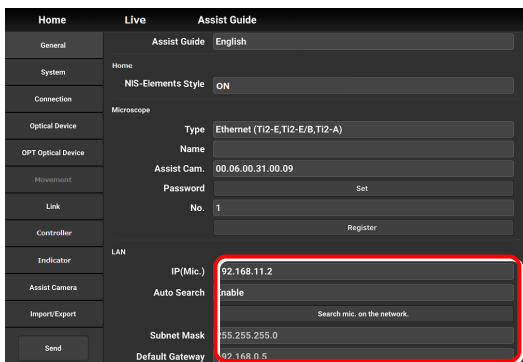 Home Live Assist Guide
General
Assist Guide English
System
Home
NIS-Elements Style ON
Connection
Microscope
Optical Device
Type Ethernet (Ti2-E,Ti2-E/B,Ti2-A)
OPT Optical Device
Name
Assist Cam. 00.06.00.31.00.09
Movement
Password Set
Link
No. 1
Controller
Register
Indicator
LAN
IP(Mic.) 192.168.11.2
Assist Camera
Auto Search Enable
Import/Export
Search mic. on the network.
Subnet Mask 255.255.255.0
Send
Default Gateway 192.168.0.5